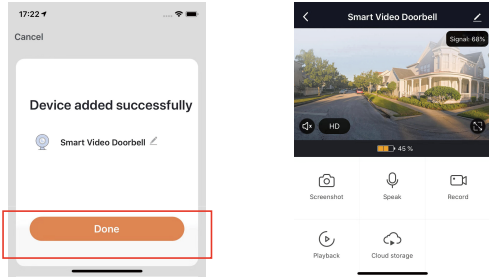 17:22
Cancel
Device added successfully
Smart Video Doorbell
Done
Smart Video Doorbell
Signal: 68%
HD
45 %
Screenshot
Speak
Record
Playback
Cloud storage